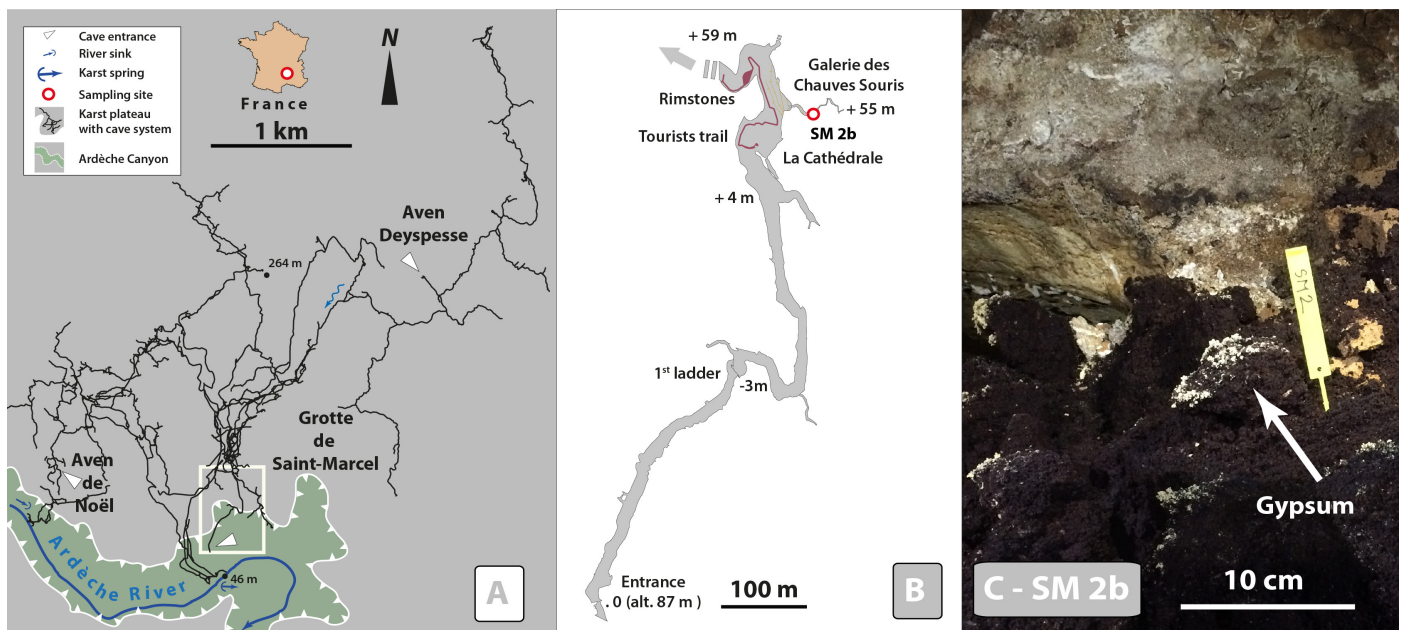 Cave entrance
River sink
Karst spring
Sampling site
Karst plateau
with cave system
Ardèche Canyon
France
1 km
N
Aven
Deyspesse
264 m
Grotte
de
Saint-Marcel
Aven
de
Noël
Ardèche River
46 m
A
+ 59 m
Galerie des
Chauves Souris
Rimstones
+ 55 m
SM 2b
Tourists trail
La Cathédrale
+ 4 m
1st ladder
-3m
Entrance
. 0 (alt. 87 m )
100 m
B
SM2
Gypsum
C - SM 2b
10 cm